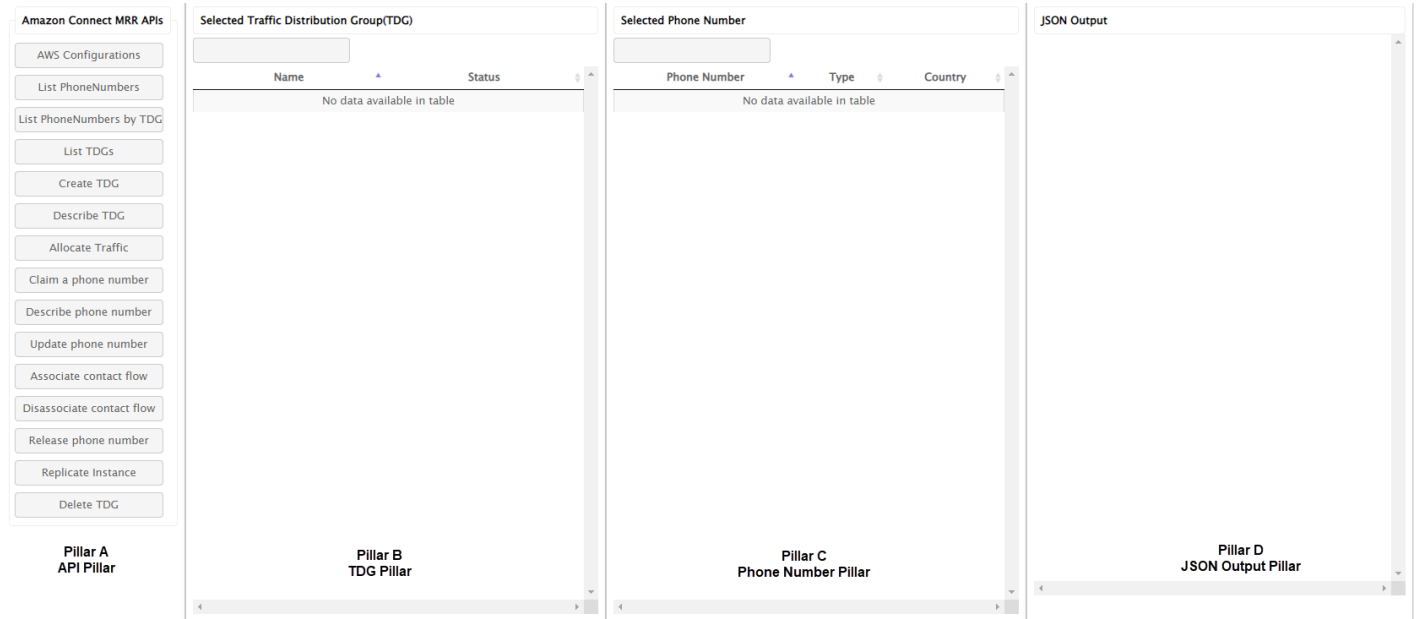 Amazon Connect MRR APIs
AWS Configurations
List PhoneNumbers
List PhoneNumbers by TDG
List TDGs
Create TDG
Describe TDG
Allocate Traffic
Claim a phone number
Describe phone number
Update phone number
Associate contact flow
Disassociate contact flow
Release phone number
Replicate Instance
Delete TDG
Pillar A
API Pillar
Selected Traffic Distribution Group(TDG)
Name Status
No data available in table
Pillar B
TDG Pillar
Selected Phone Number
Phone Number Type Country
No data available in table
Pillar C
Phone Number Pillar
JSON Output
Pillar D
JSON Output Pillar